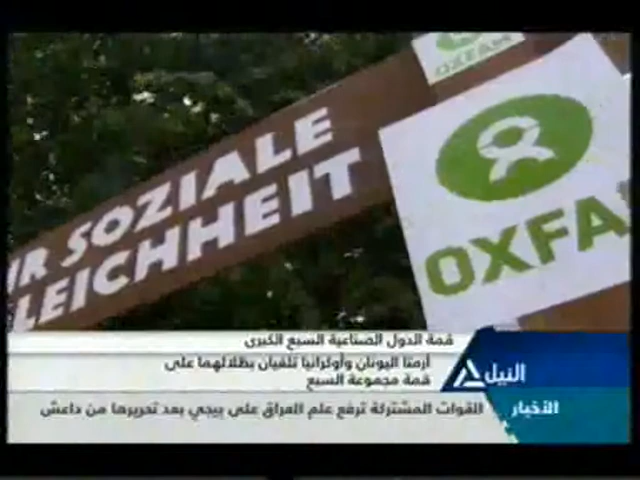 OXFAM
R SOZIALE
LEICHHEIT
OXFA
قمة الدول الصناعية السبع الكبرى
أزمتا اليونان وأوكرانيا تلقيان بظلالهما على
قمة مجموعة السبع
النيل
الأخبار
القوات المشتركة ترفع علم العراق على بيجي بعد تحريرها من داعش